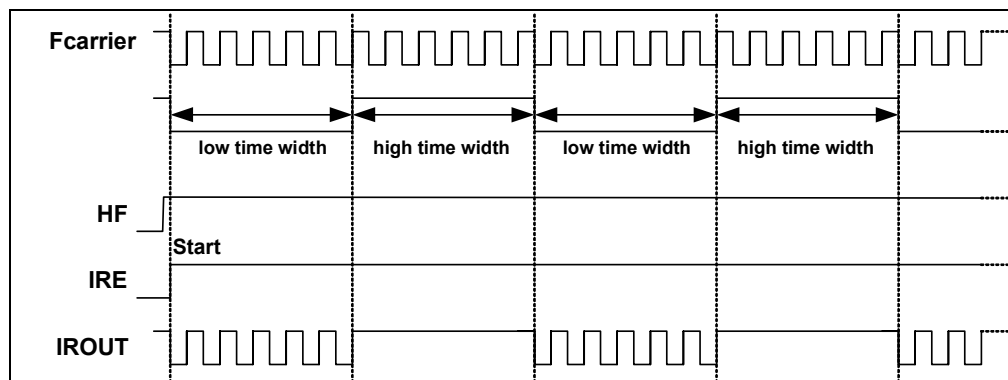 Fcarrier
low time width high time width low time width high time width
HF
Start
IRE
IROUT